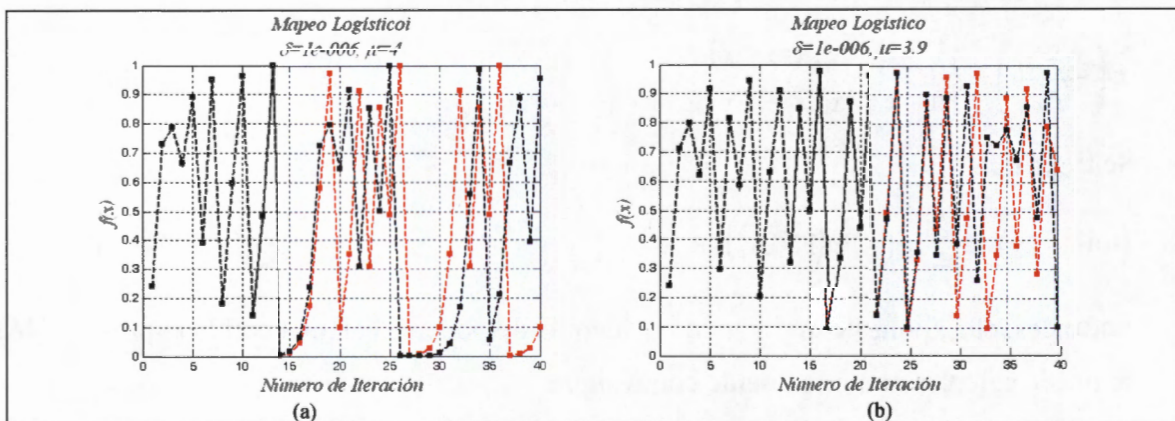 Mapeo Logísticoi
δ=1e-006, μ=4
1
0.9
0.8
0.7
0.6
0.5
0.4
0.3
0.2
0.1
0
f(x)
0 5 10 15 20 25 30 35 40
Número de Iteración
(a)
Mapeo Logístico
δ=1e-006, μ=3.9
1
0.9
0.8
0.7
0.6
0.5
0.4
0.3
0.2
0.1
0
f(x)
0 5 10 15 20 25 30 35 40
Número de Iteración
(b)